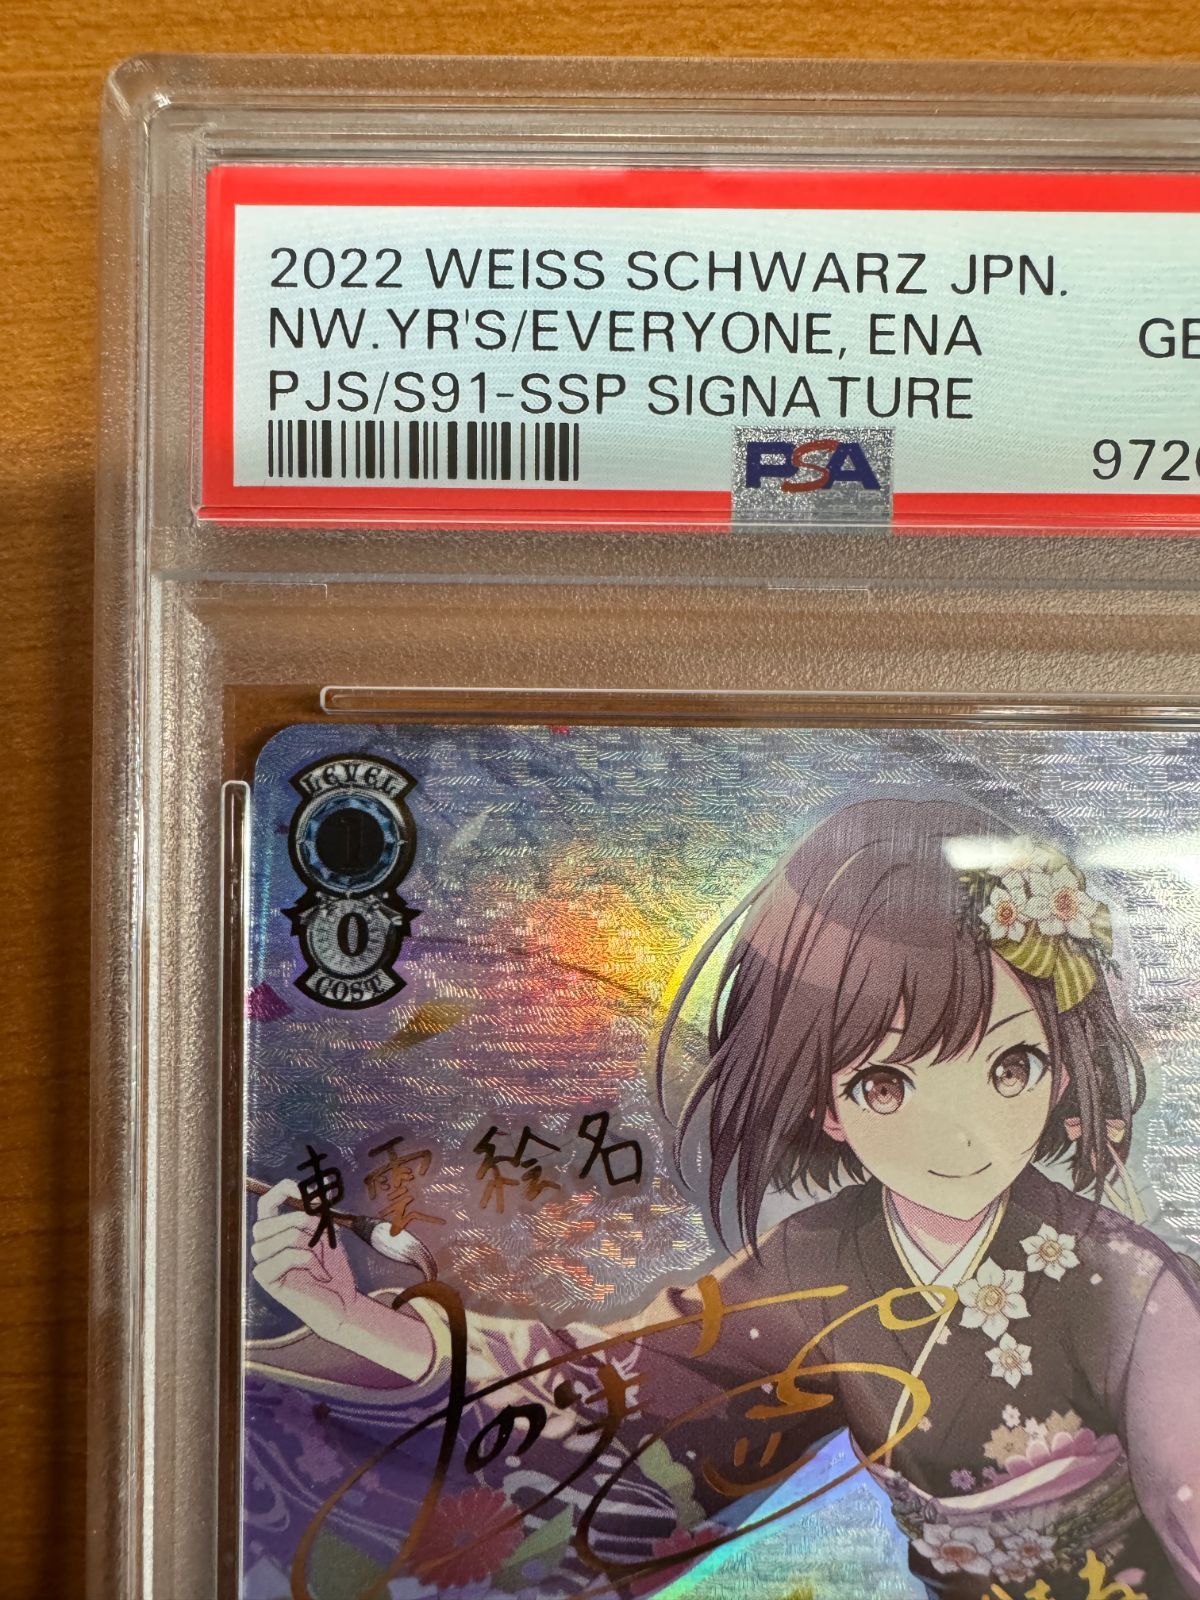 2022 WEISS SCHWARZ JPN.
NW.YR'S/EVERYONE, ENA
PJS/S91-SSP SIGNATURE
PSA
LEVEL
1
0
COST
東雲 絵名